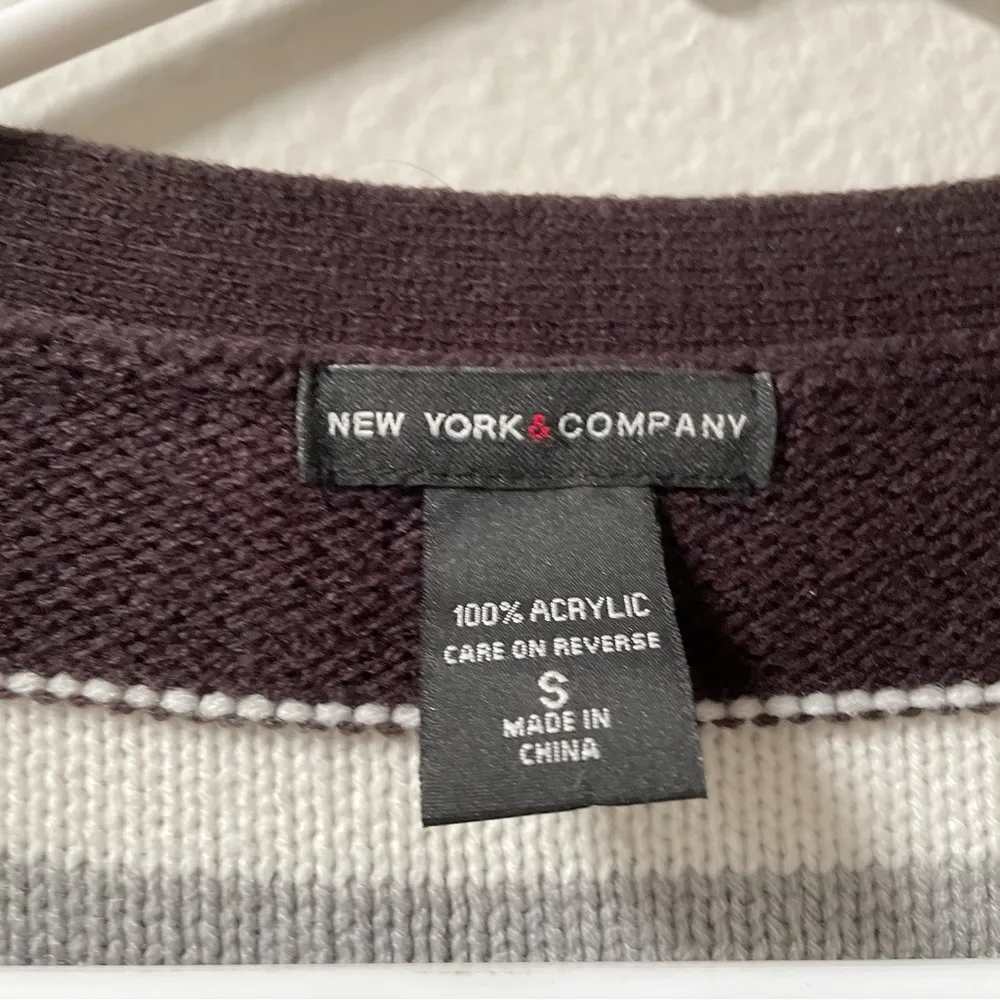 NEW YORK & COMPANY
100% ACRYLIC
CARE ON REVERSE
S
MADE IN
CHINA